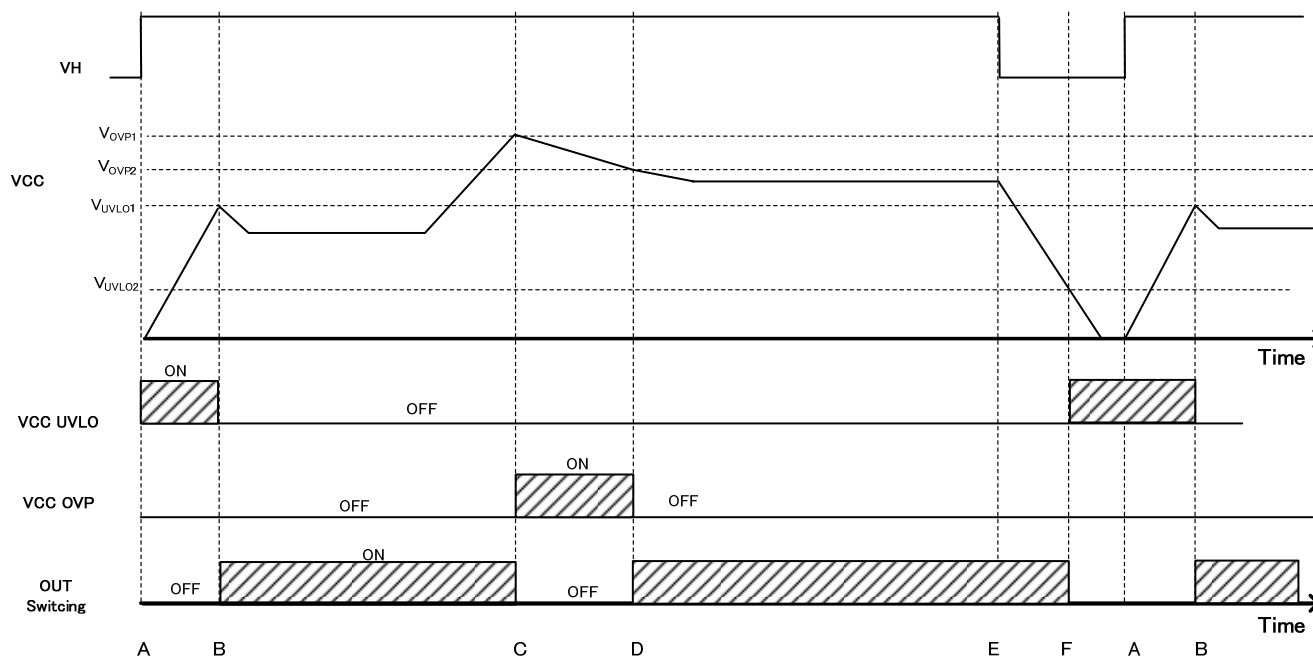 VH
VOVP1
VOVP2
VCC
VUVLO1
VUVLO2
Time
ON
VCC UVLO
OFF
ON
VCC OVP
OFF
OFF
ON
OUT
Switcing
OFF
OFF
Time
A B C D E F A B